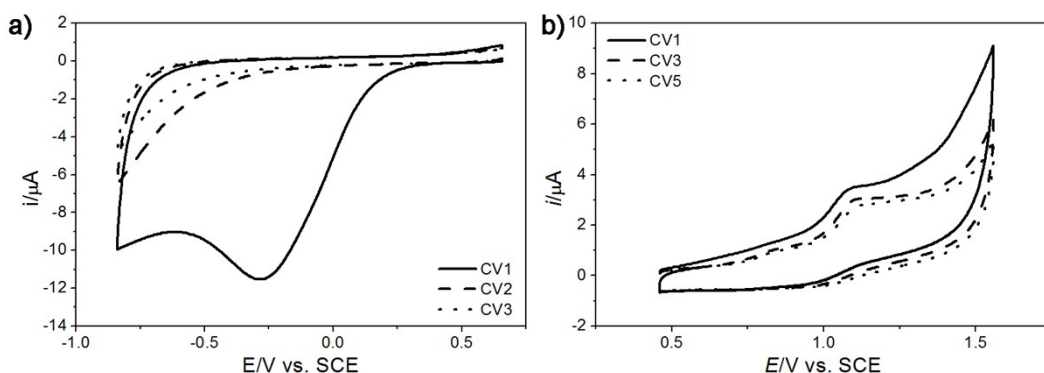 a)
2
0
-2
-4
-6
-8
-10
-12
-14
i/μA
-1.0
-0.5
0.0
0.5
E/V vs. SCE
CV1
CV2
CV3
b)
10
8
6
4
2
0
-2
i/μA
0.5
1.0
1.5
E/V vs. SCE
CV1
CV3
CV5